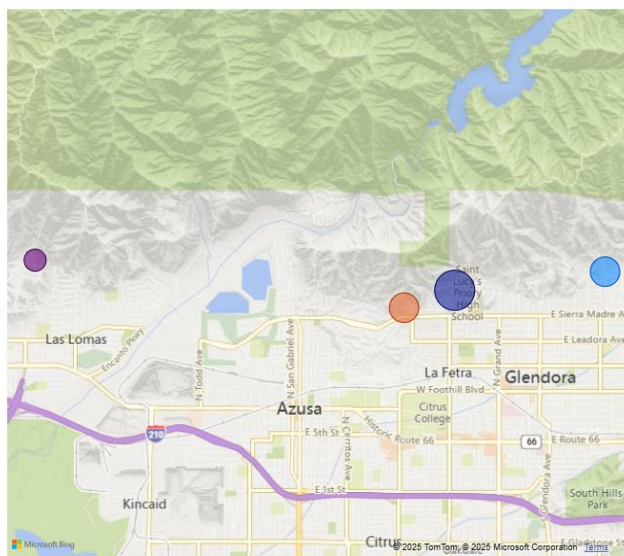 Saint
Lucy's
Priory
High
School
E Sierra Madre A
E Leadora Ave
Las Lomas
Encanto Pkwy
N Todd Ave
N San Gabriel Ave
La Fetra
N Grand Ave
Glendora
W Foothill Blvd
Azusa
Citrus
College
E 5th St
N Cerritos Ave
Historic Route 66
66
E Route 66
210
E 1st St
S Glendora Ave
South Hills
Park
Kincaid
Citrus
E Gladstone St
Microsoft Bing
© 2025 TomTom, © 2025 Microsoft Corporation Terms